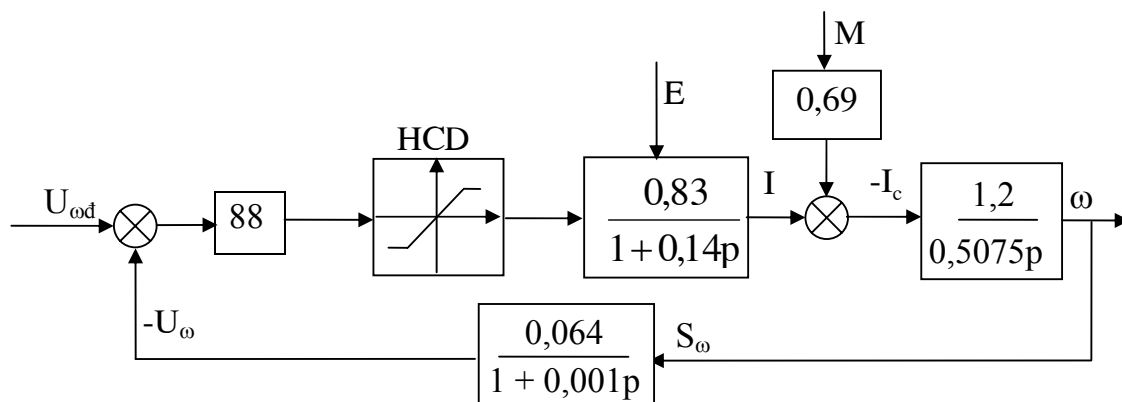 M
E
0,69
HCD
U_ωđ
88
0,83
1 + 0,14p
I
-I_c
1,2
0,5075p
ω
-U_ω
0,064
1 + 0,001p
S_ω